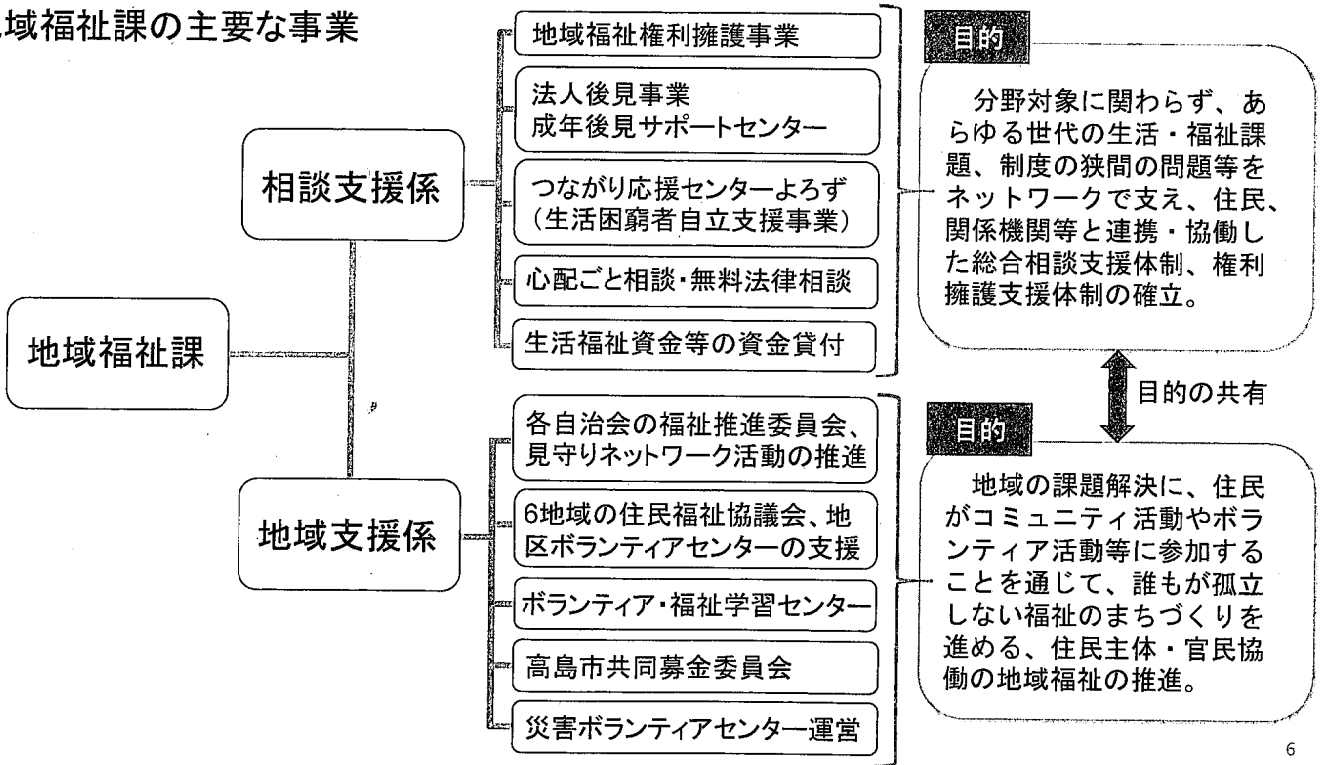 域福祉課の主要な事業
地域福祉課
相談支援係
地域福祉権利擁護事業
法人後見事業
成年後見サポートセンター
つながり応援センターよろず
（生活困窮者自立支援事業）
心配ごと相談・無料法律相談
生活福祉資金等の資金貸付
目的
分野対象に関わらず、あ
らゆる世代の生活・福祉課
題、制度の狭間の問題等を
ネットワークで支え、住民、
関係機関等と連携・協働し
た総合相談支援体制、権利
擁護支援体制の確立。
目的の共有
地域支援係
各自治会の福祉推進委員会、
見守りネットワーク活動の推進
6地域の住民福祉協議会、地
区ボランティアセンターの支援
ボランティア・福祉学習センター
高島市共同募金委員会
災害ボランティアセンター運営
目的
地域の課題解決に、住民
がコミュニティ活動やボラ
ンティア活動等に参加する
ことを通じて、誰もが孤立
しない福祉のまちづくりを
進める、住民主体・官民協
働の地域福祉の推進。
6